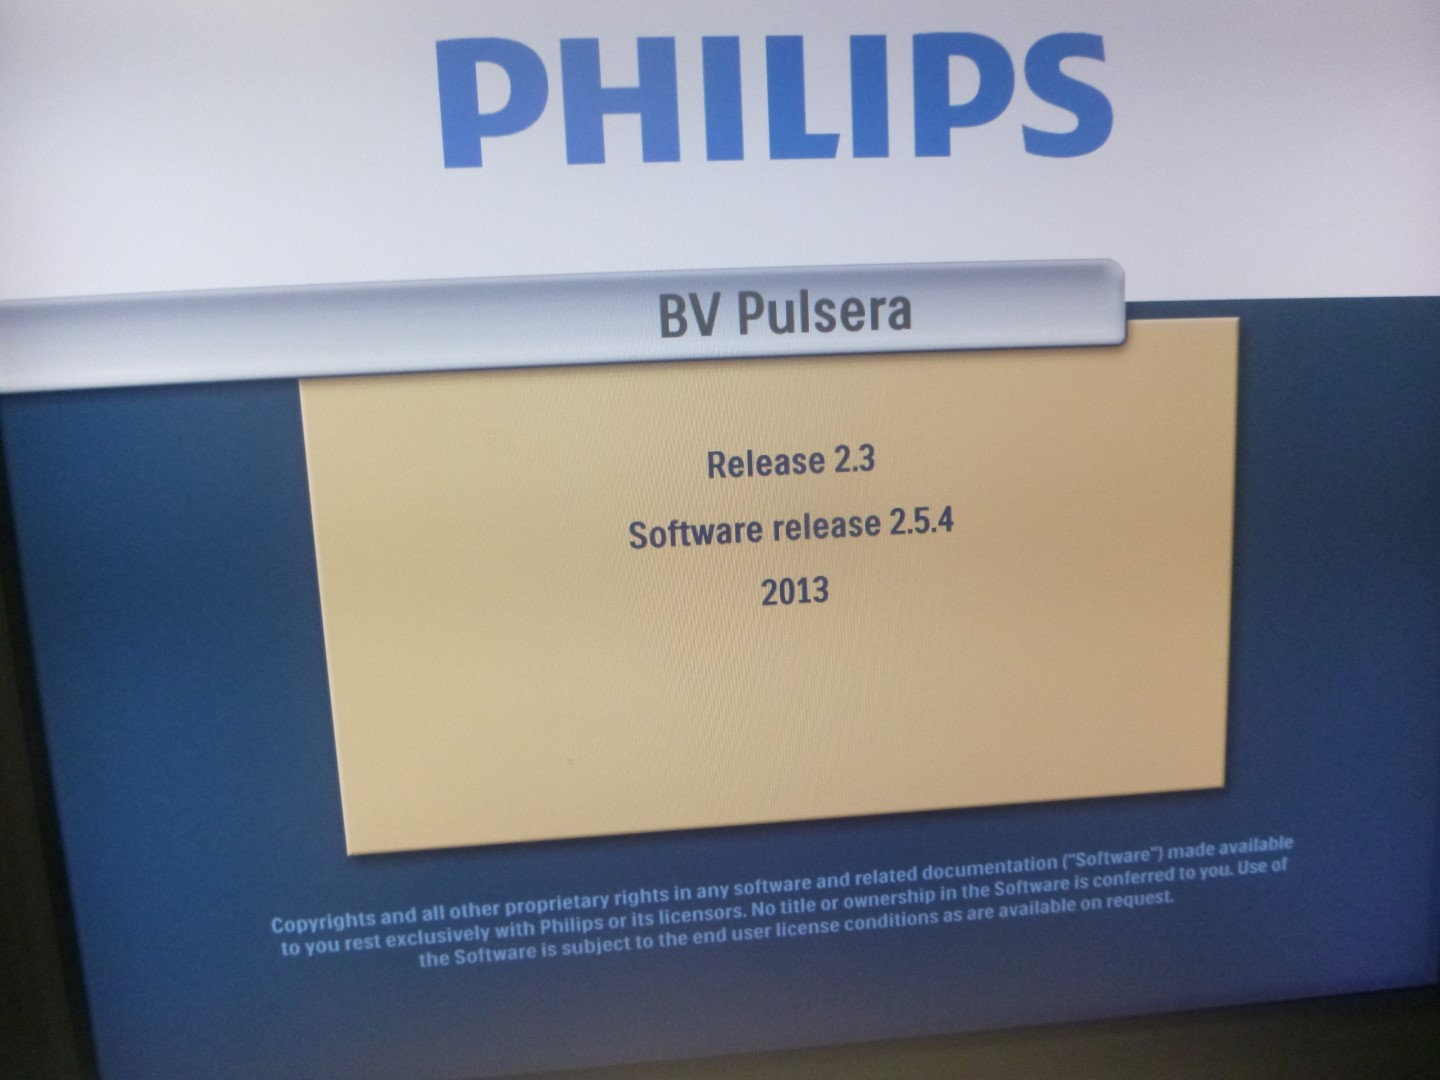 PHILIPS
BV Pulsera
Release 2.3
Software release 2.5.4
2013
Copyrights and all other proprietary rights in any software and related documentation ("Software") made available
to you rest exclusively with Philips or its licensors. No title or ownership in the Software is conferred to you. Use of
the Software is subject to the end user license conditions as are available on request.